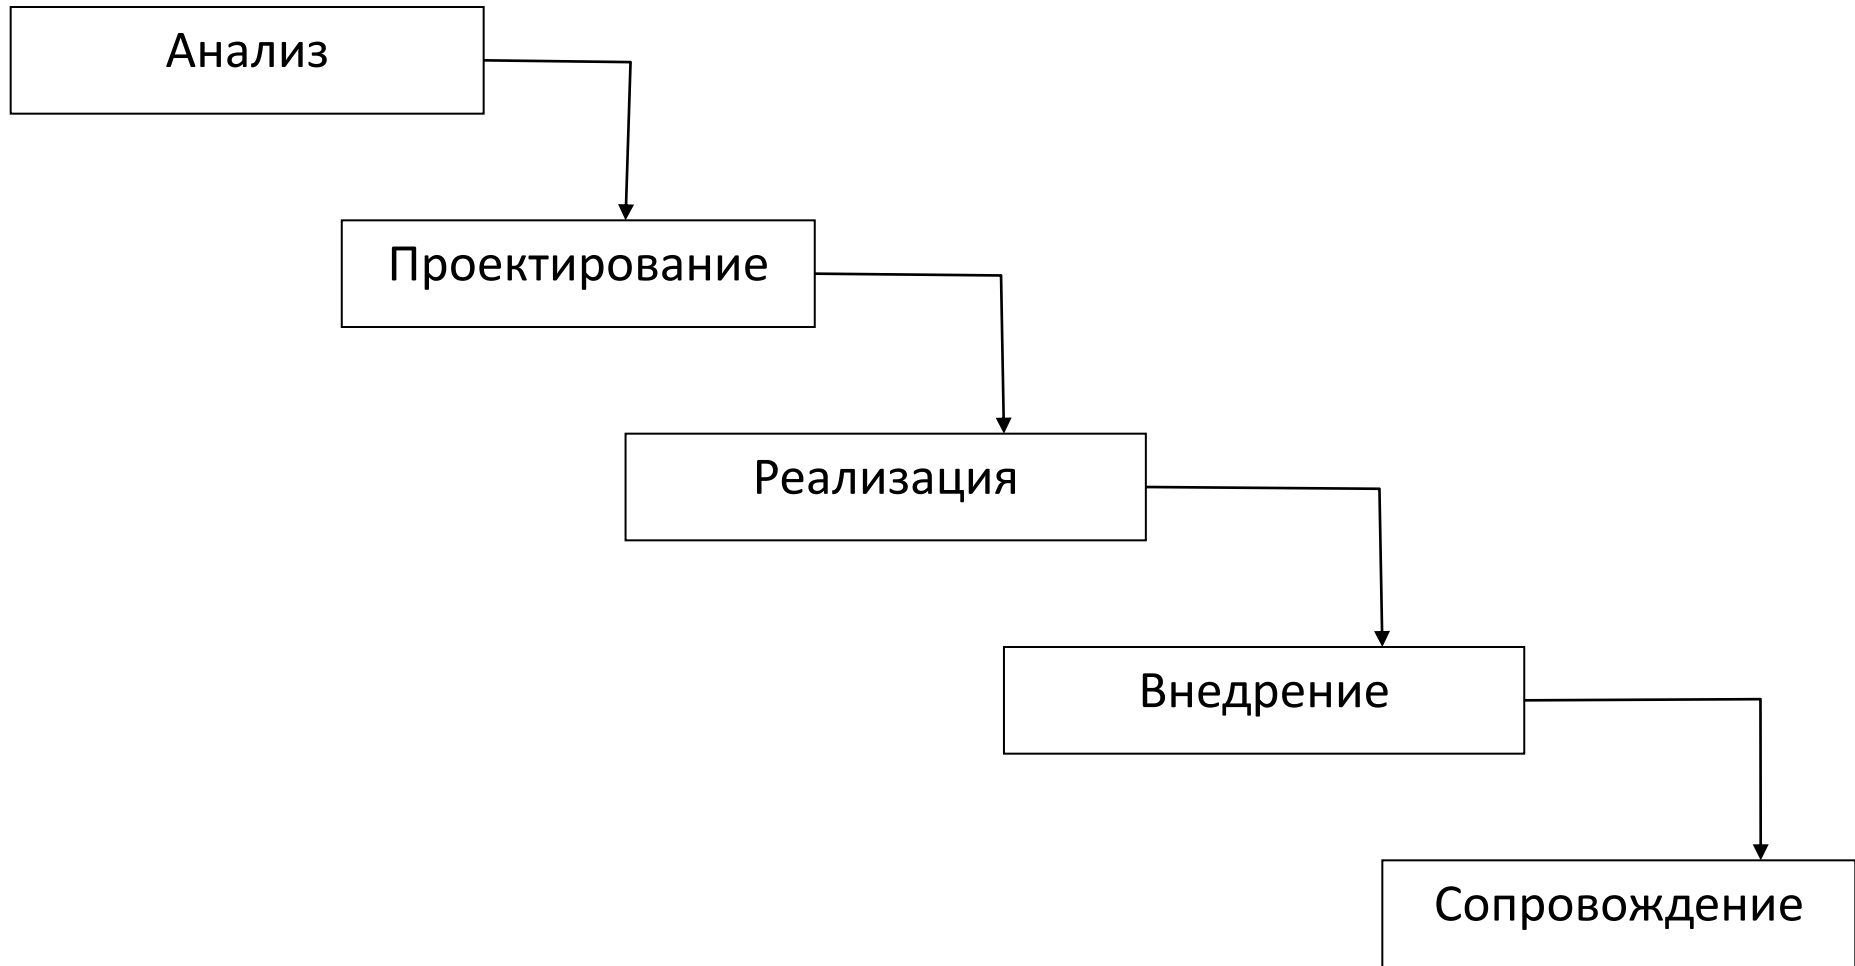 Анализ
Проектирование
Реализация
Внедрение
Сопровождение